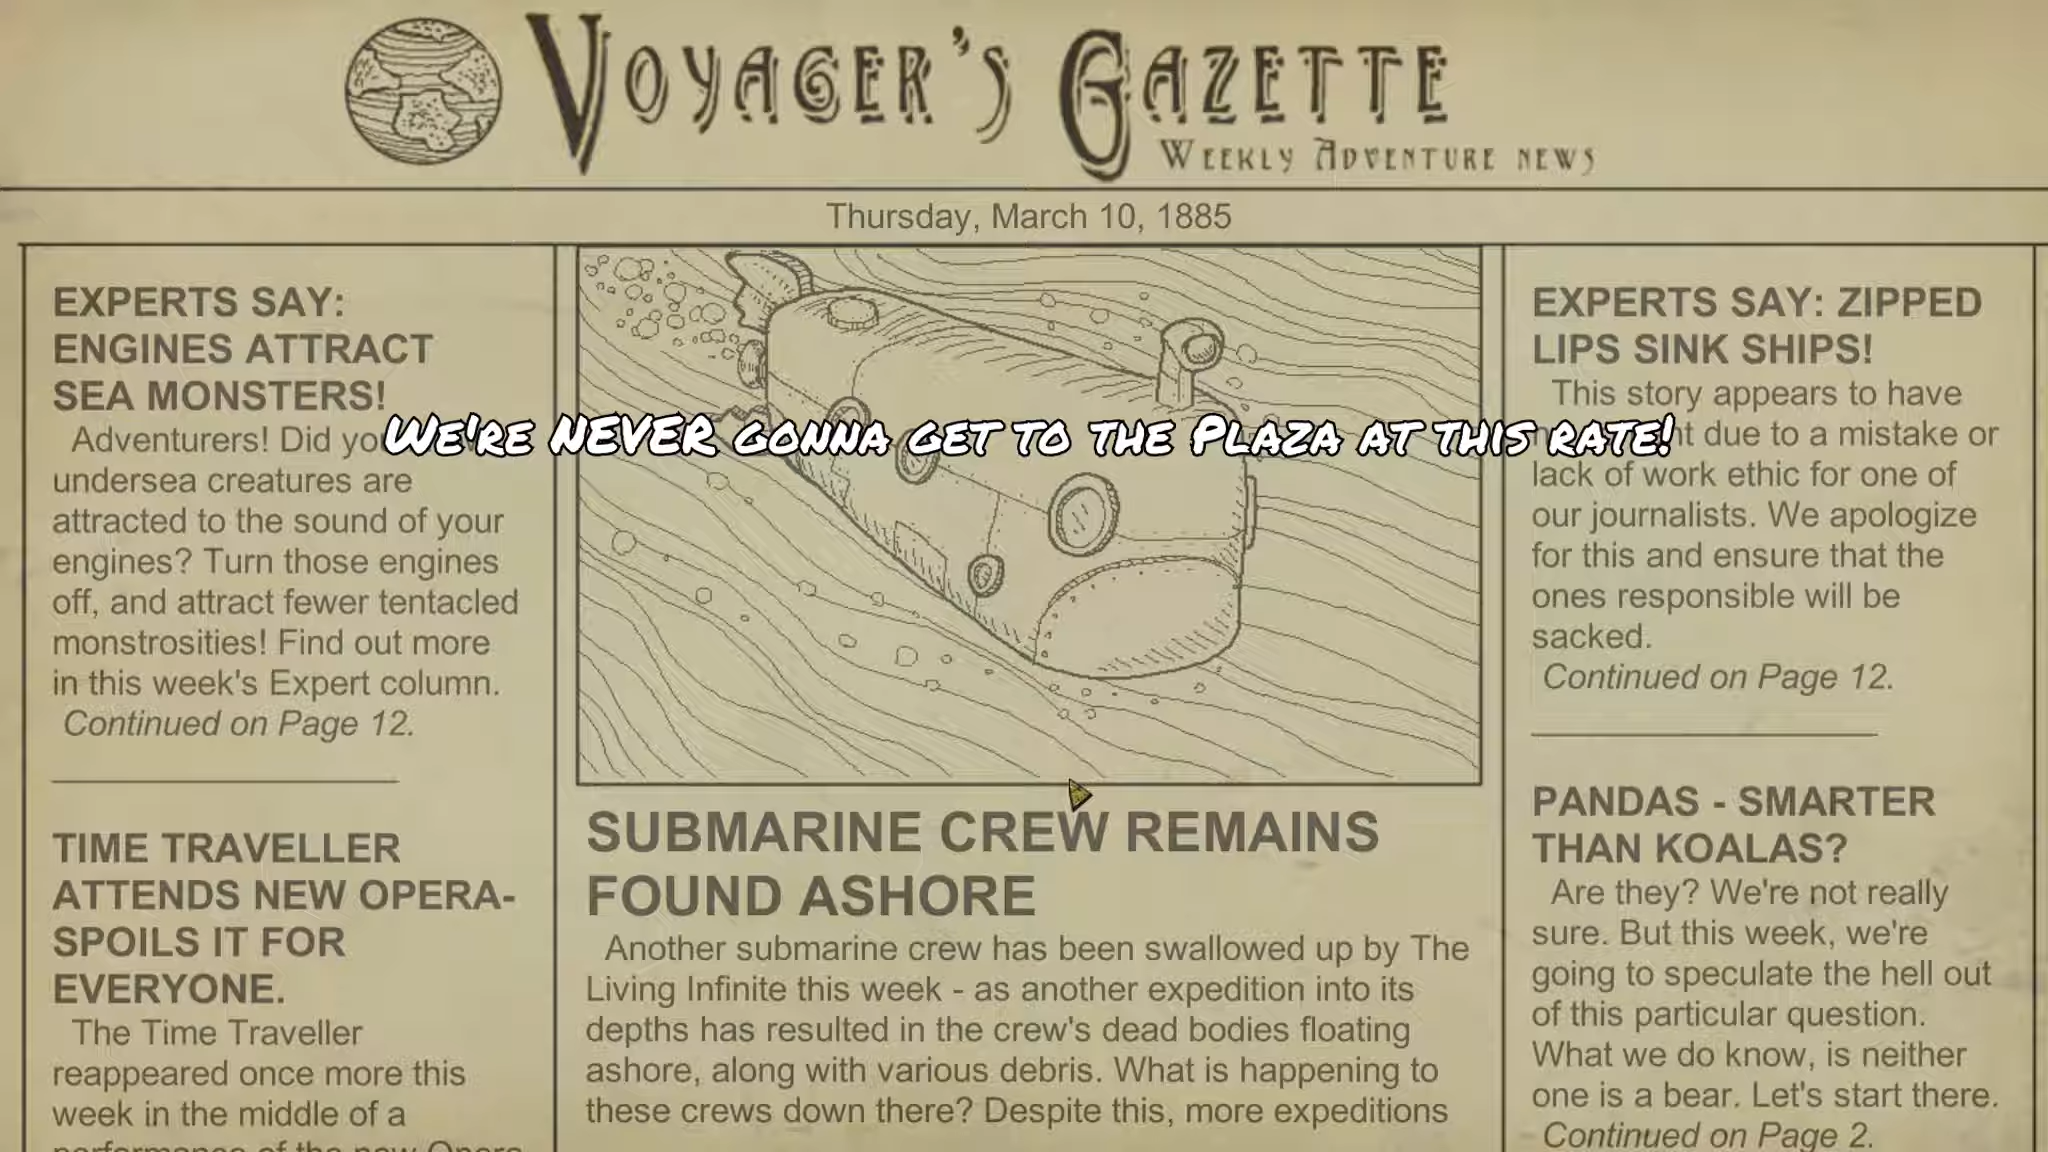 VOYAGER'S GAZETTE
WEEKLY ADVENTURE NEWS
Thursday, March 10, 1885
EXPERTS SAY:
ENGINES ATTRACT
SEA MONSTERS!
Adventurers! Did you
undersea creatures are
attracted to the sound of your
engines? Turn those engines
off, and attract fewer tentacled
monstrosities! Find out more
in this week's Expert column.
Continued on Page 12.
TIME TRAVELLER
ATTENDS NEW OPERA-
SPOILS IT FOR
EVERYONE.
The Time Traveller
reappeared once more this
week in the middle of a
performance of the new Opera
We're NEVER gonna get to the Plaza at this rate!
SUBMARINE CREW REMAINS
FOUND ASHORE
Another submarine crew has been swallowed up by The
Living Infinite this week - as another expedition into its
depths has resulted in the crew's dead bodies floating
ashore, along with various debris. What is happening to
these crews down there? Despite this, more expeditions
EXPERTS SAY: ZIPPED
LIPS SINK SHIPS!
This story appears to have
due to a mistake or
lack of work ethic for one of
our journalists. We apologize
for this and ensure that the
ones responsible will be
sacked.
Continued on Page 12.
PANDAS - SMARTER
THAN KOALAS?
Are they? We're not really
sure. But this week, we're
going to speculate the hell out
of this particular question.
What we do know, is neither
one is a bear. Let's start there.
Continued on Page 2.